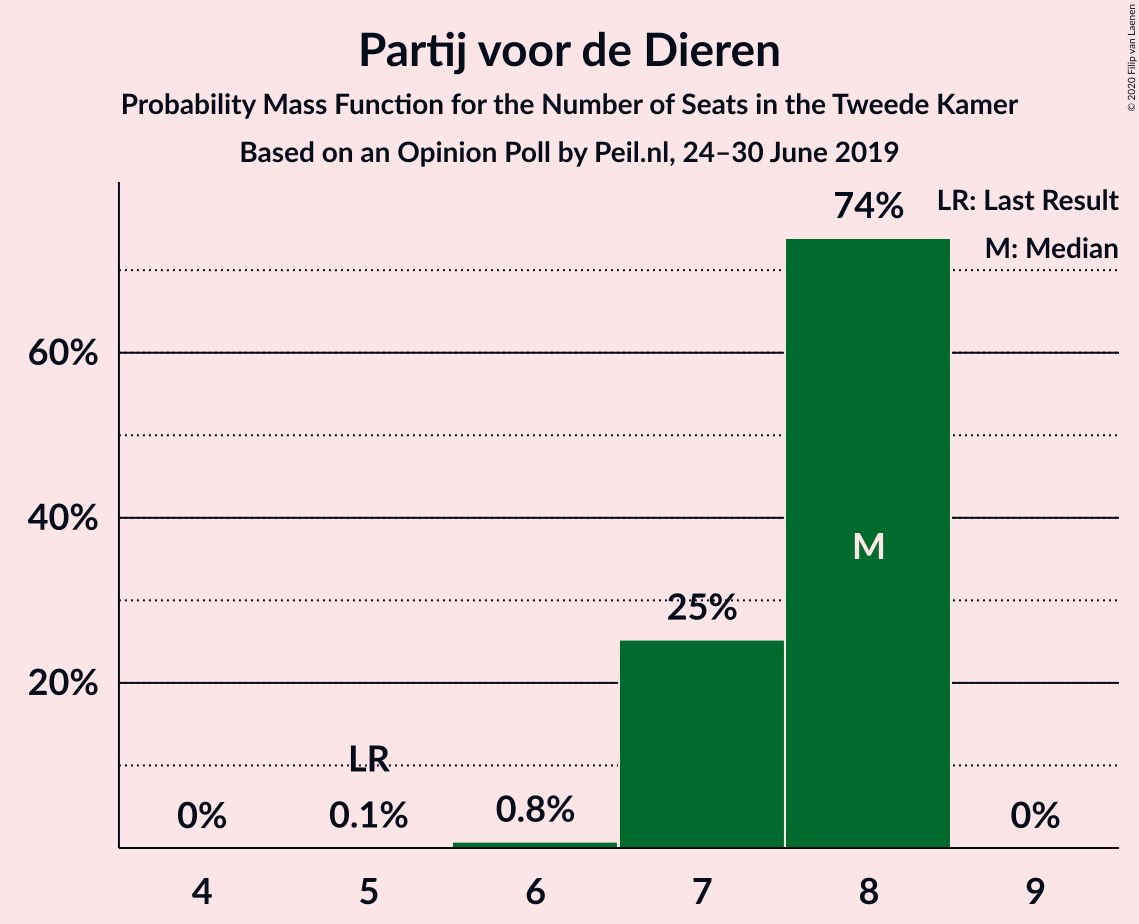 Partij voor de Dieren
Probability Mass Function for the Number of Seats in the Tweede Kamer
Based on an Opinion Poll by Peil.nl, 24–30 June 2019
© 2020 Filip van Laenen
LR: Last Result
M: Median
74%
60%
40%
20%
M
25%
LR
0%
0.1%
0.8%
0%
4
5
6
7
8
9